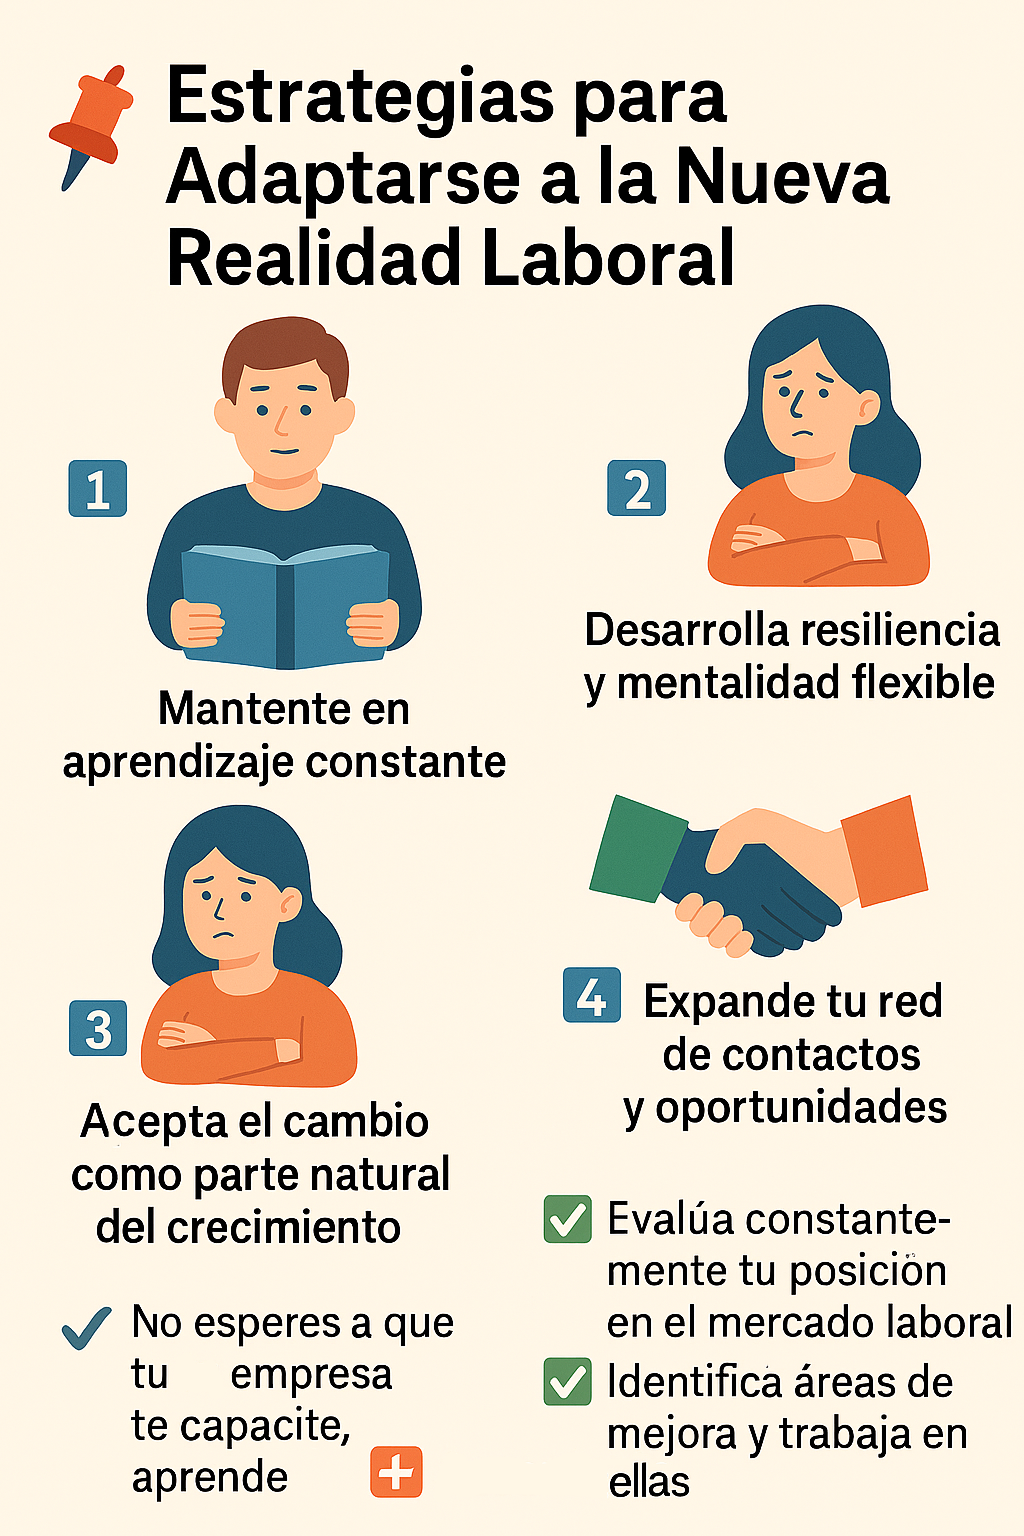 Estrategias para
Adaptarse a la Nueva
Realidad Laboral
1
Mantente en
aprendizaje constante
2
Desarrolla resiliencia
y mentalidad flexible
3
Acepta el cambio
como parte natural
del crecimiento
4
Expande tu red
de contactos
y oportunidades
No esperes a que
tu empresa
te capacite,
aprende
Evalúa constante-
mente tu posición
en el mercado laboral
Identifica áreas de
mejora y trabaja en
ellas